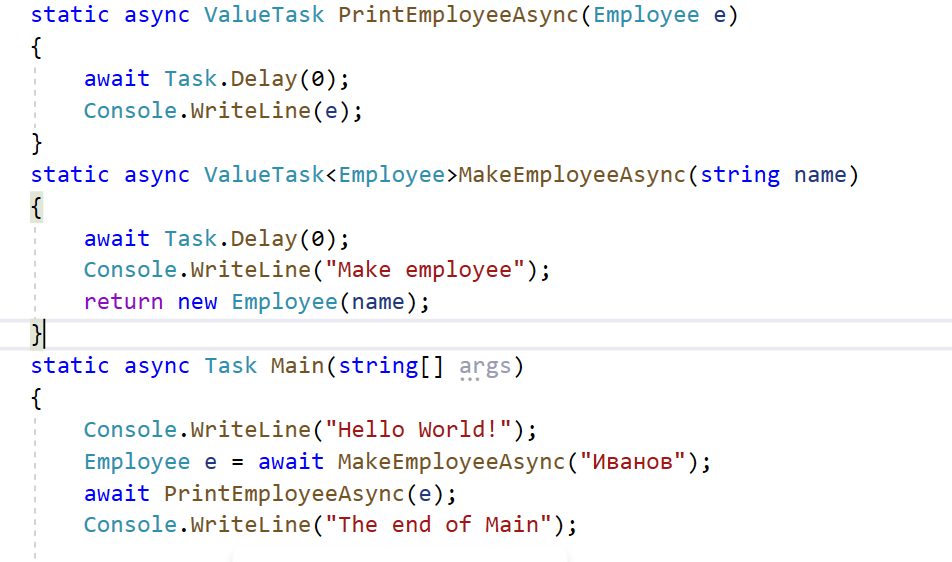 static async ValueTask PrintEmployeeAsync(Employee e)
{
    await Task.Delay(0);
    Console.WriteLine(e);
}
static async ValueTask<Employee>MakeEmployeeAsync(string name)
{
    await Task.Delay(0);
    Console.WriteLine("Make employee");
    return new Employee(name);
}
static async Task Main(string[] args)
{
    Console.WriteLine("Hello World!");
    Employee e = await MakeEmployeeAsync("Иванов");
    await PrintEmployeeAsync(e);
    Console.WriteLine("The end of Main");